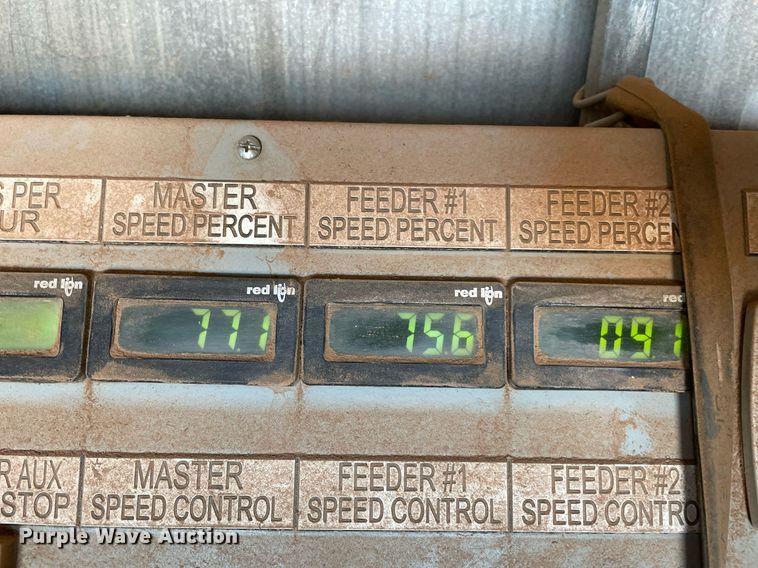 S PER
UR
MASTER
SPEED PERCENT
FEEDER #1
SPEED PERCENT
FEEDER #2
SPEED PERCEN
red lion
red lion
red lion
red l
77.1
75.6
091
R AUX
STOP
MASTER
SPEED CONTROL
FEEDER #1
SPEED CONTROL
FEEDER #2
SPEED CONTRO
Purple Wave Auction